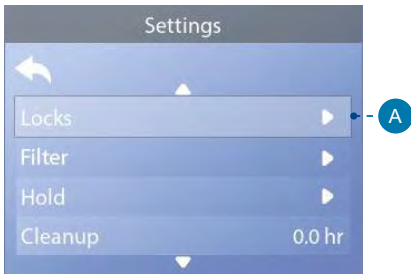 Settings
Locks
A
Filter
Hold
Cleanup 0.0 hr